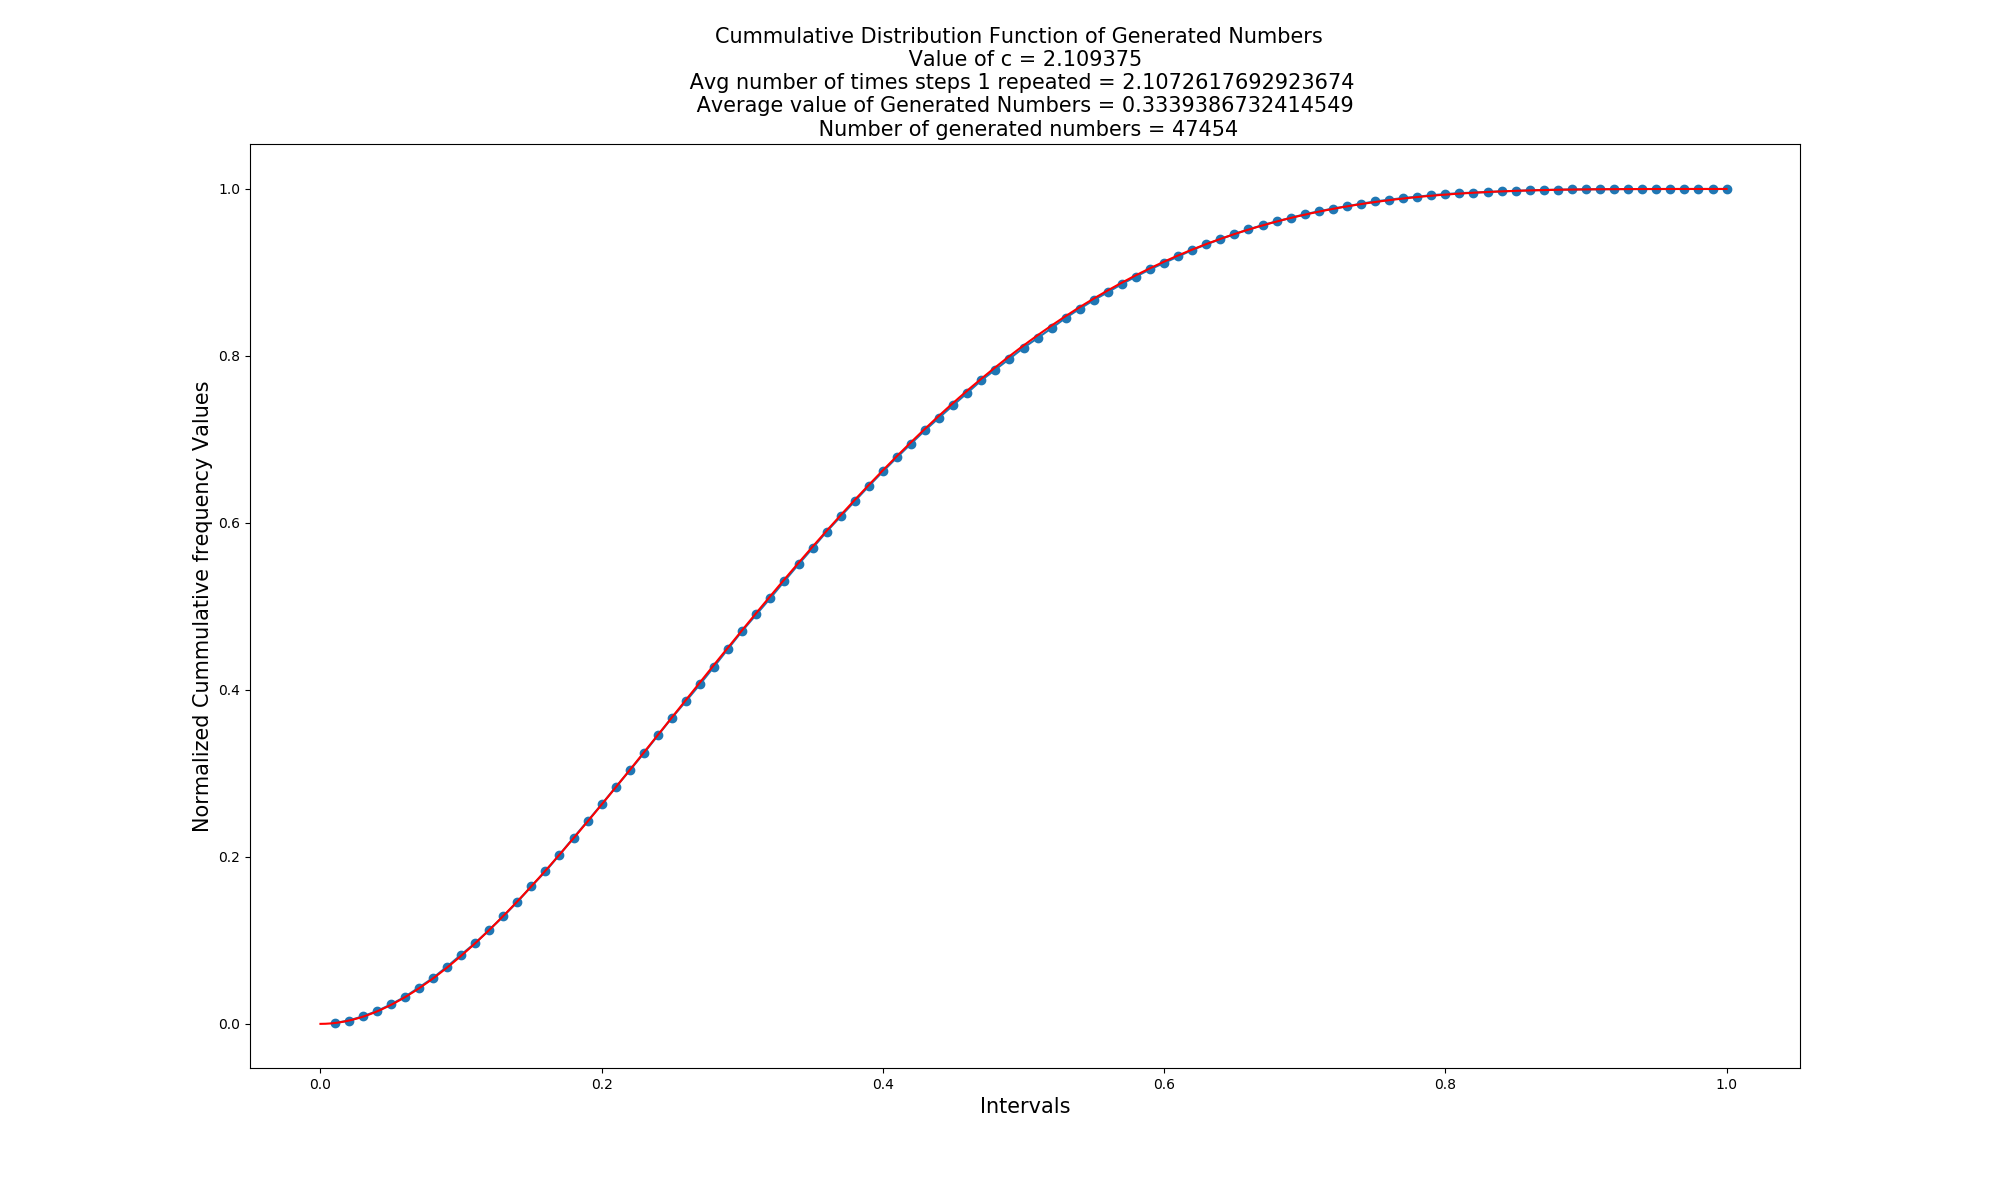 Cummulative Distribution Function of Generated Numbers
Value of c = 2.109375
Avg number of times steps 1 repeated = 2.1072617692923674
Average value of Generated Numbers = 0.3339386732414549
Number of generated numbers = 47454
Normalized Cummulative frequency Values
1.0
0.8
0.6
0.4
0.2
0.0
0.0 0.2 0.4 0.6 0.8 1.0
Intervals